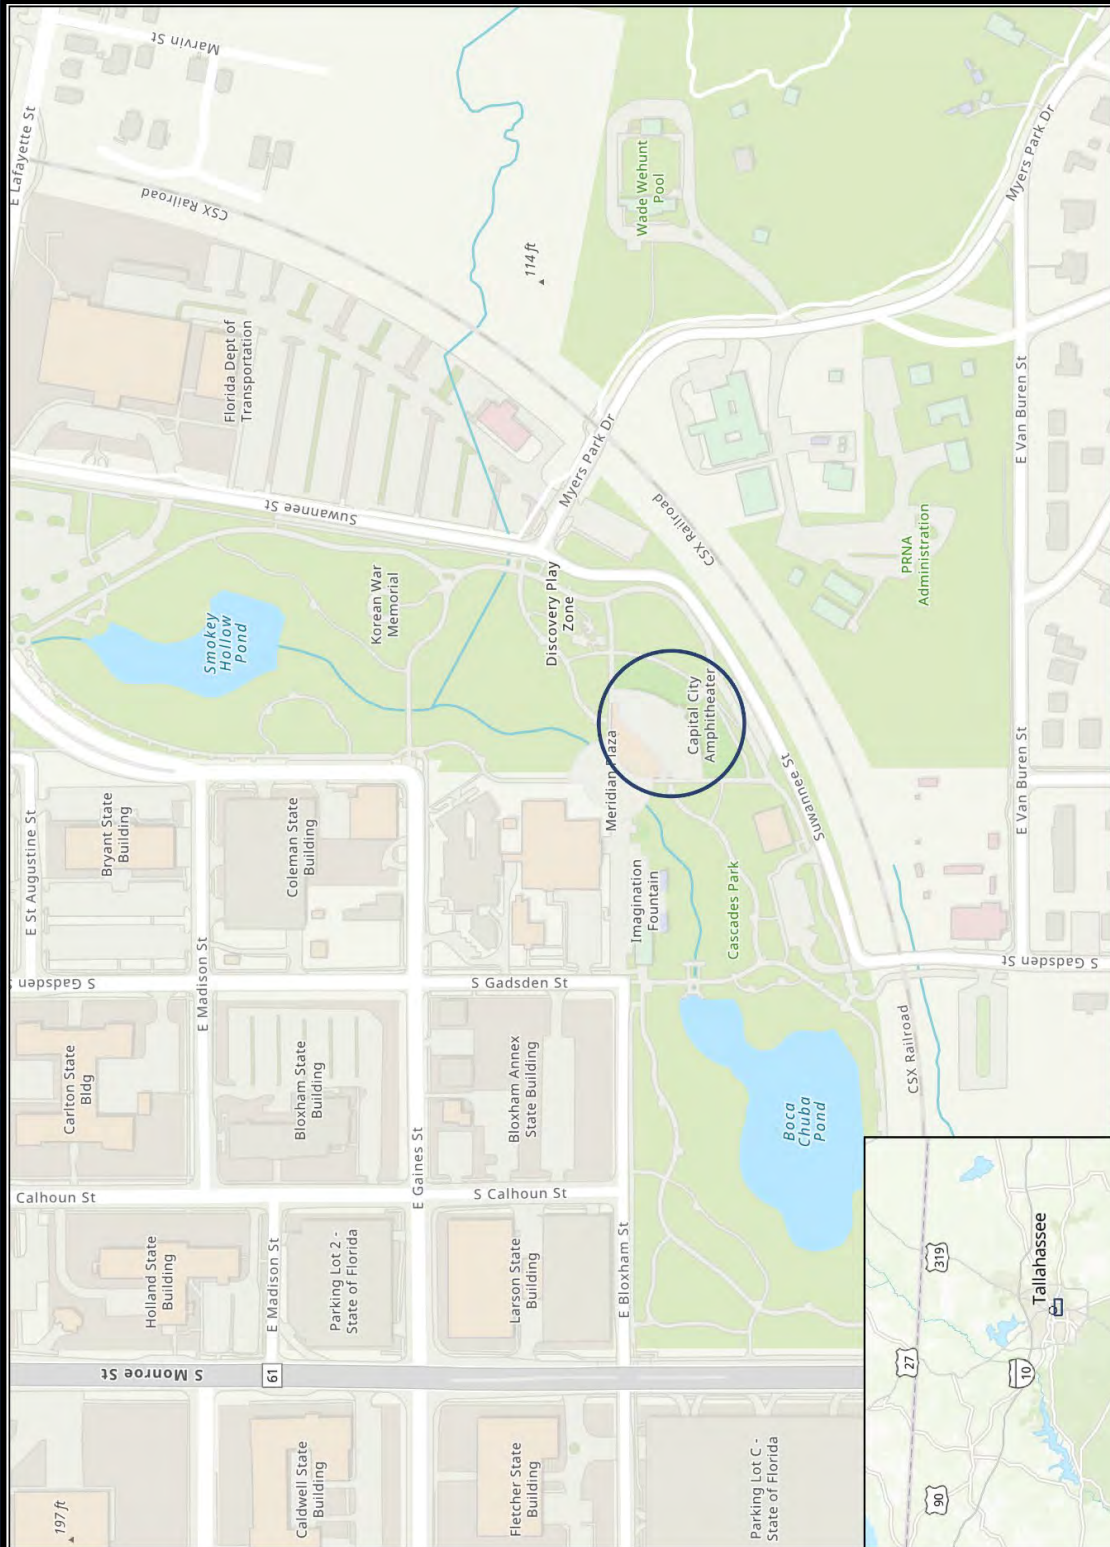 197 ft
Calhoun St
S Gadsden S
E St Augustine St
E Lafayette St
S Monroe St
Holland State
Building
Carlton State
Bldg
Bryant State
Building
Marvin St
E Madison St
E Madison St
CSX Railroad
Smokey
Hollow
Pond
Florida Dept of
Transportation
61
Caldwell State
Building
Parking Lot 2 -
State of Florida
Bloxham State
Building
Coleman State
Building
Suwannee St
Korean War
Memorial
E Gaines St
Fletcher State
Building
Larson State
Building
S Calhoun St
Bloxham Annex
State Building
S Gadsden St
114 ft
Discovery Play
Zone
Myers Park Dr
E Bloxham St
Meridian Plaza
Imagination
Fountain
Wade Wehunt
Pool
CSX Railroad
Capital City
Amphitheater
Cascades Park
Parking Lot C -
State of Florida
Boca
Chuba
Pond
Suwannee St
PRNA
Administration
CSX Railroad
S Gadsden St
E Van Buren St
E Van Buren St
Myers Park Dr
90
27
319
10
Tallahassee